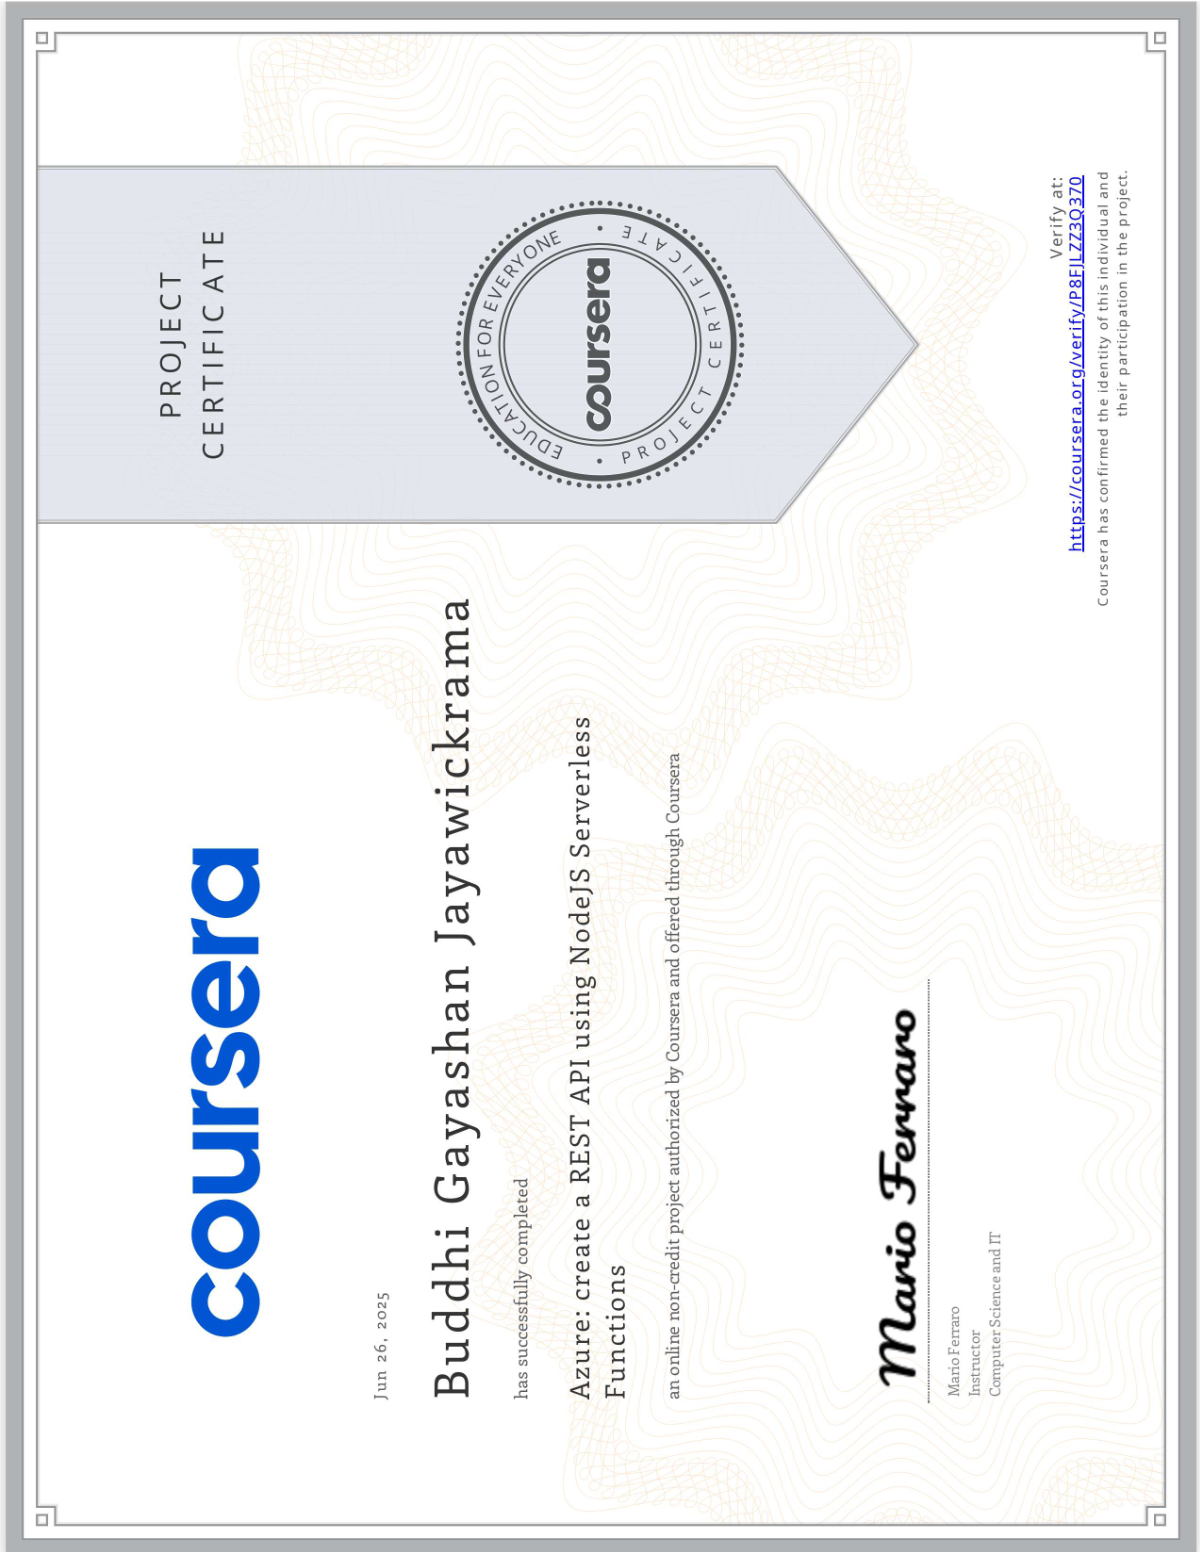 coursera
Jun 26, 2025
Buddhi Gayashan Jayawickrama
has successfully completed
Azure: create a REST API using NodeJS Serverless
Functions
an online non-credit project authorized by Coursera and offered through Coursera
Mario Ferraro
Mario Ferraro
Instructor
Computer Science and IT
PROJECT
CERTIFICATE
EDUCATION FOR EVERYONE
coursera
PROJECT CERTIFICATE
Verify at:
https://coursera.org/verify/P8FJLZZ3Q370
Coursera has confirmed the identity of this individual and
their participation in the project.